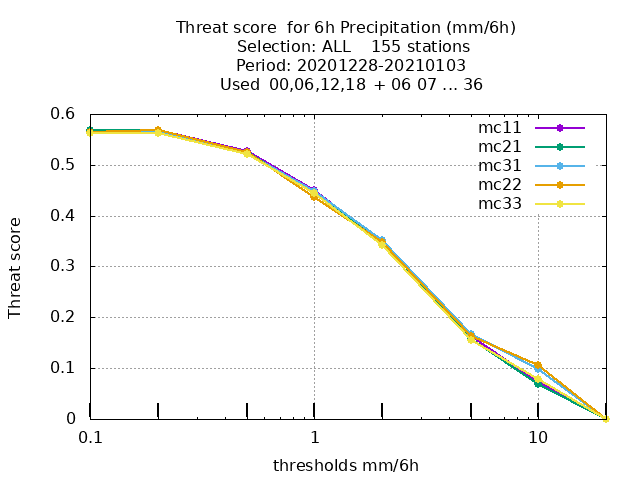 Threat score  for 6h Precipitation (mm/6h)
Selection: ALL    155 stations
Period: 20201228-20210103
Used 00,06,12,18 + 06 07 ... 36
mc11
mc21
mc31
mc22
mc33
Threat score
0.6
0.5
0.4
0.3
0.2
0.1
0
0.1 1 10
thresholds mm/6h